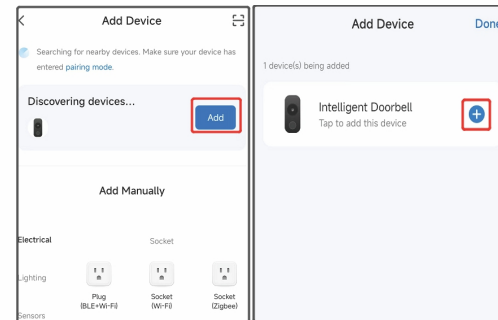 Add Device
Searching for nearby devices. Make sure your device has
entered pairing mode.
Discovering devices...
Add
Add Manually
Electrical
Socket
Lighting
Plug
(BLE+Wi-Fi)
Socket
(Wi-Fi)
Socket
(Zigbee)
Sensors
Add Device
Done
1 device(s) being added
Intelligent Doorbell
Tap to add this device